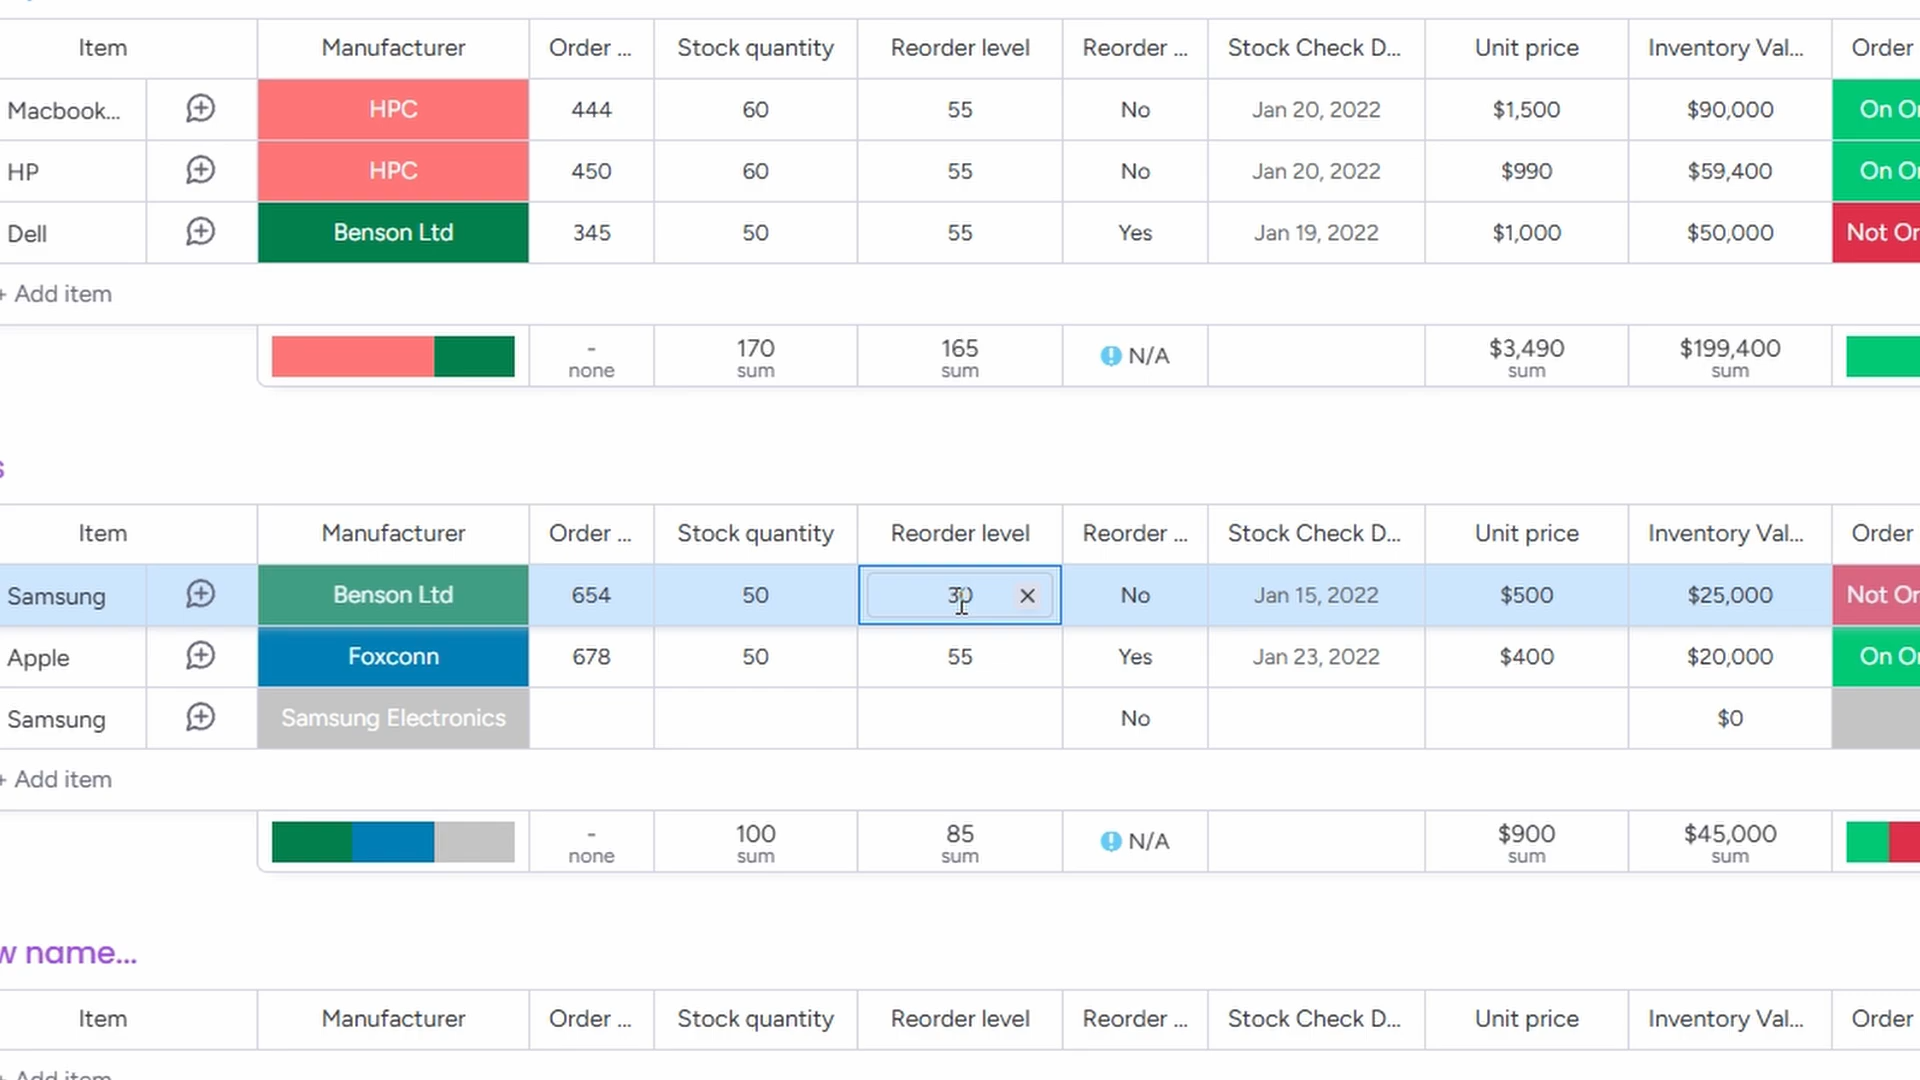 Item Manufacturer Order ... Stock quantity Reorder level Reorder ... Stock Check D... Unit price Inventory Val... Order
Macbook... HPC 444 60 55 No Jan 20, 2022 $1,500 $90,000 On Or
HP HPC 450 60 55 No Jan 20, 2022 $990 $59,400 On Or
Dell Benson Ltd 345 50 55 Yes Jan 19, 2022 $1,000 $50,000 Not Or
+ Add item
- 170 165 N/A $3,490 $199,400
none sum sum sum sum
s
Item Manufacturer Order ... Stock quantity Reorder level Reorder ... Stock Check D... Unit price Inventory Val... Order
Samsung Benson Ltd 654 50 30 No Jan 15, 2022 $500 $25,000 Not Or
Apple Foxconn 678 50 55 Yes Jan 23, 2022 $400 $20,000 On Or
Samsung Samsung Electronics No $0
+ Add item
- 100 85 N/A $900 $45,000
none sum sum sum sum
w name...
Item Manufacturer Order ... Stock quantity Reorder level Reorder ... Stock Check D... Unit price Inventory Val... Order
+ Add item